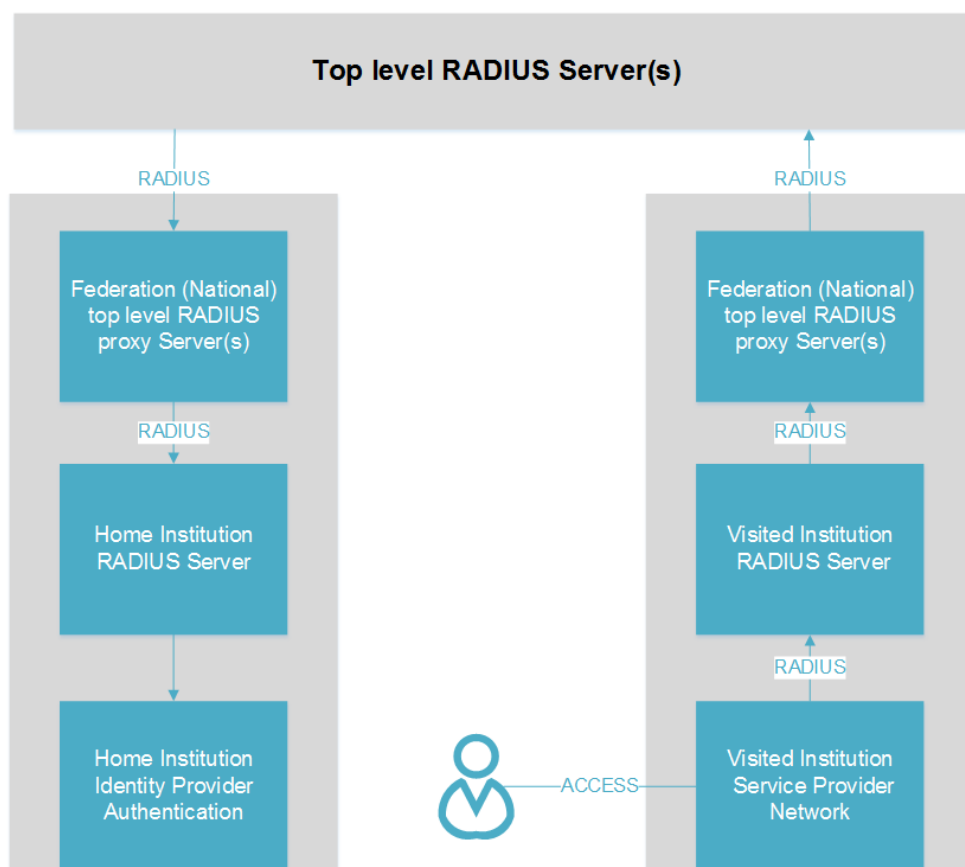 Top level RADIUS Server(s)
RADIUS
RADIUS
Federation (National)
top level RADIUS
proxy Server(s)
Federation (National)
top level RADIUS
proxy Server(s)
RADIUS
RADIUS
Home Institution
RADIUS Server
Visited Institution
RADIUS Server
RADIUS
Home Institution
Identity Provider
Authentication
ACCESS
Visited Institution
Service Provider
Network